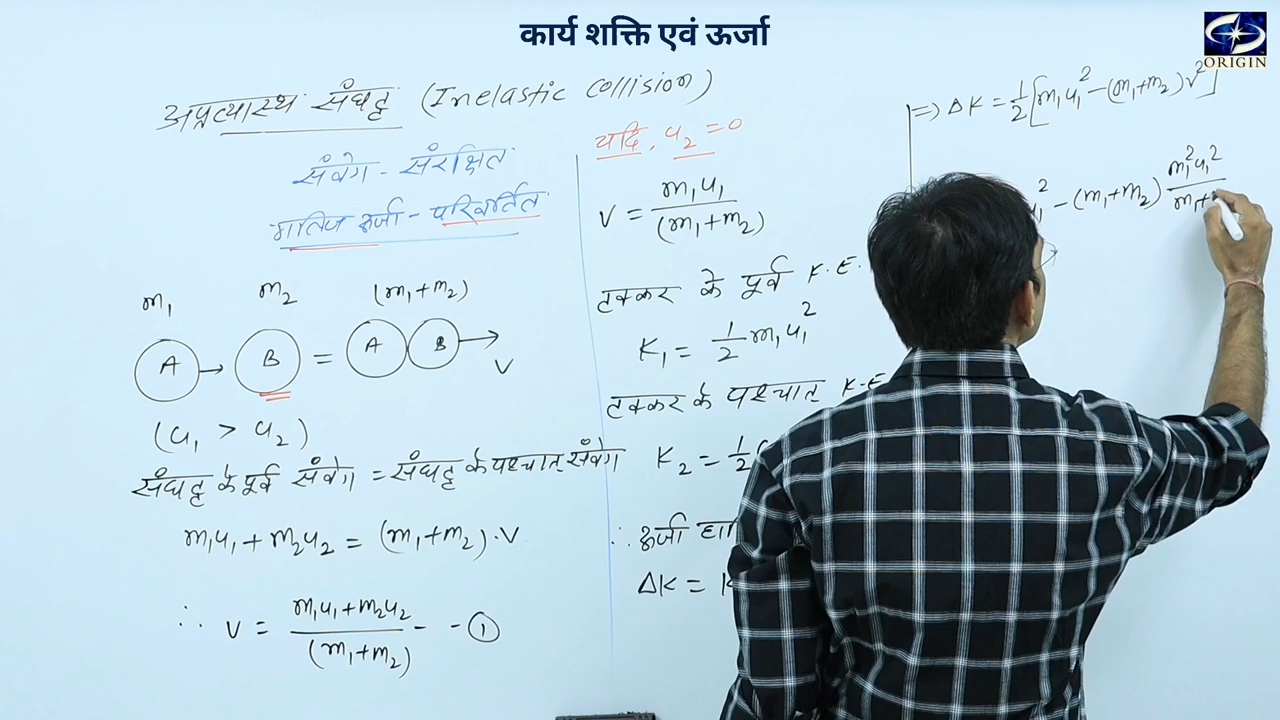 कार्य शक्ति एवं ऊर्जा
ORIGIN
अप्रत्यास्थ संघट्ट (Inelastic collision)
संवेग - संरक्षित
गतिज ऊर्जा - परिवर्तित
m₁ m₂ (m₁+m₂)
A B = A B
V
(u₁ > u₂)
संघट्ट के पूर्व संवेग = संघट्ट के पश्चात संवेग
m₁u₁ + m₂u₂ = (m₁+m₂)·V
∴ V = m₁u₁+m₂u₂ / (m₁+m₂) - - ①
यदि, u₂ = 0
V = m₁u₁ / (m₁+m₂)
टक्कर के पूर्व K.E.
K₁ = 1/2 m₁u₁²
टक्कर के पश्चात K.E
K₂ = 1/2
∴ ऊर्जा
ΔK =
=> ΔK = 1/2 [m₁u₁² - (m₁+m₂)V²]
² - (m₁+m₂) m₁²u₁² / m₁+